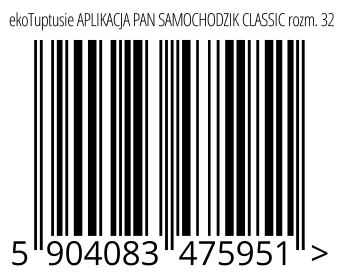 ekoTuptusie APLIKACJA PAN SAMOCHODZIK CLASSIC rozm. 32
5 904083 475951 >